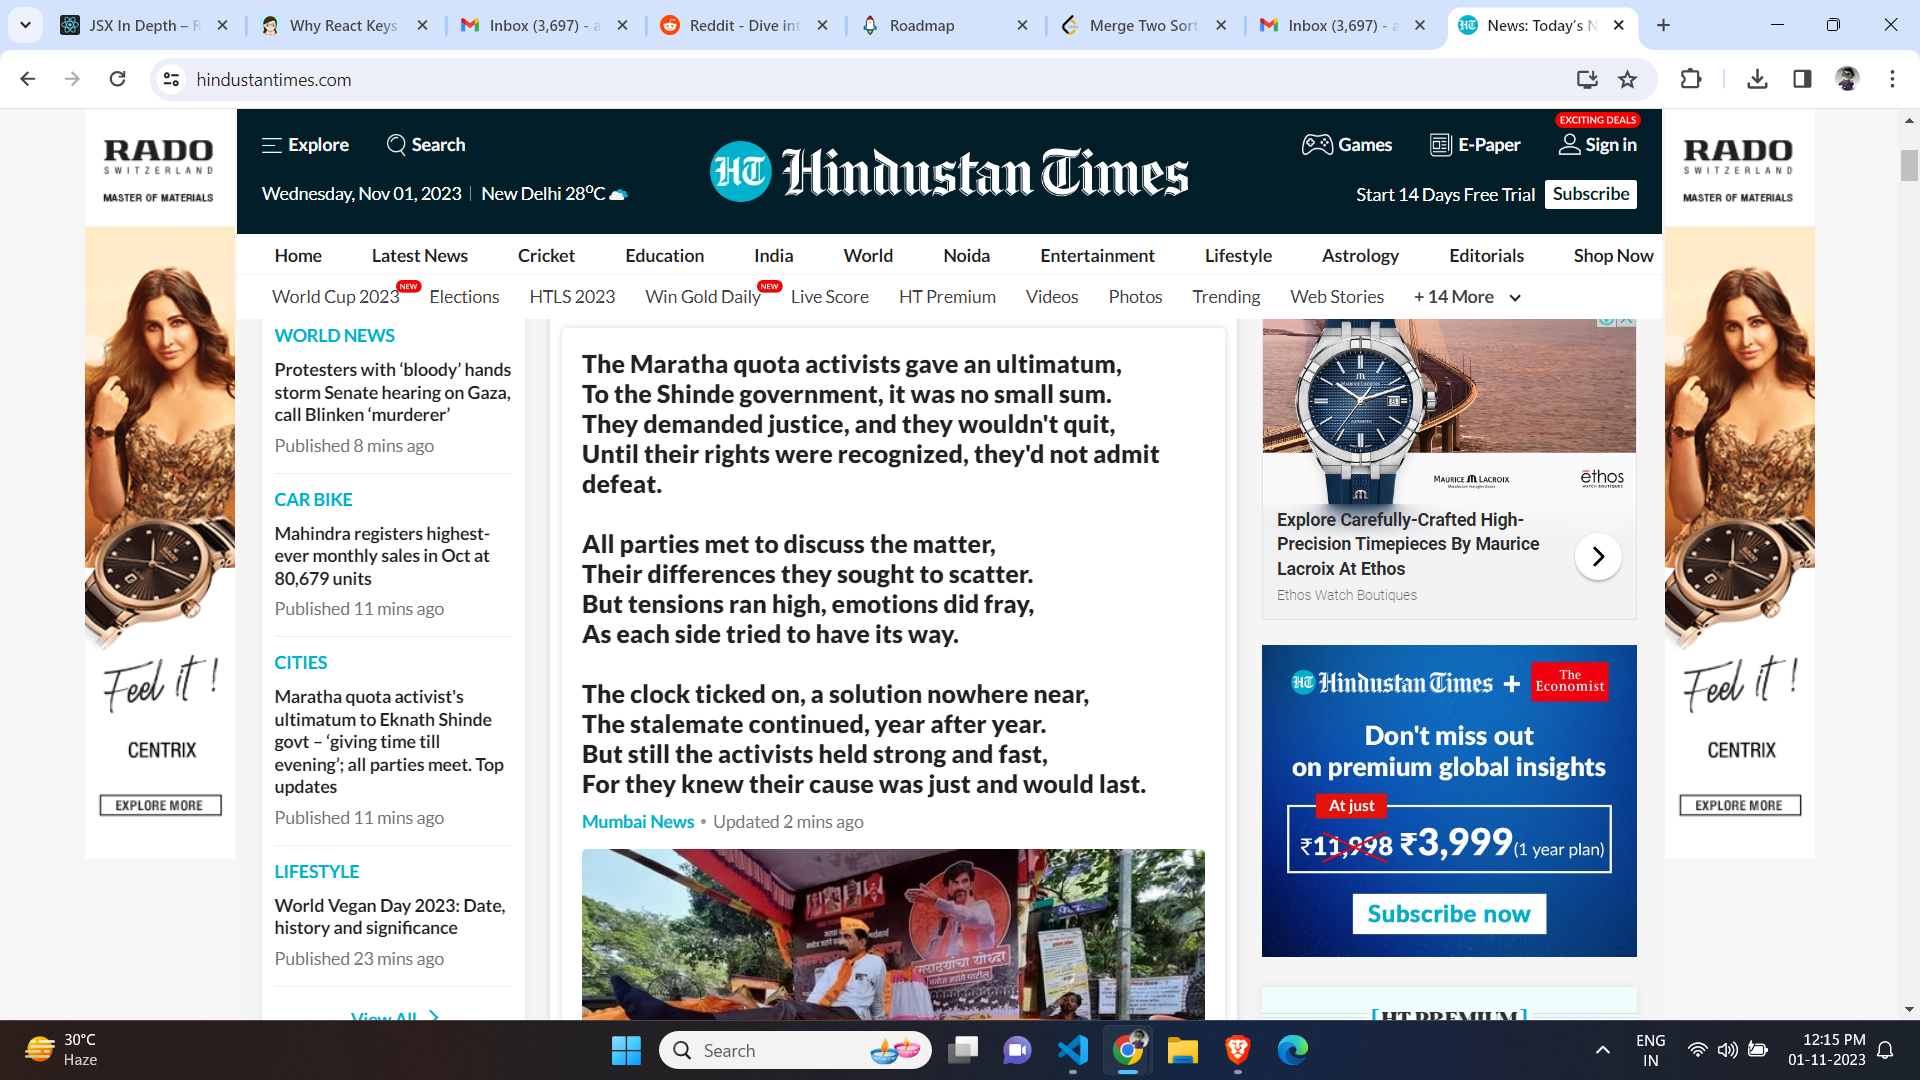 JSX In Depth – R
Why React Keys
Inbox (3,697) - a
Reddit - Dive int
Roadmap
Merge Two Sort
Inbox (3,697) - a
News: Today's N
hindustantimes.com
RADO
SWITZERLAND
MASTER OF MATERIALS
Feel it!
CENTRIX
EXPLORE MORE
Explore
Search
Wednesday, Nov 01, 2023
New Delhi 28°C
HT Hindustan Times
Games
E-Paper
EXCITING DEALS
Sign in
Start 14 Days Free Trial
Subscribe
Home Latest News Cricket Education India World Noida Entertainment Lifestyle Astrology Editorials Shop Now
World Cup 2023 NEW Elections HTLS 2023 Win Gold Daily NEW Live Score HT Premium Videos Photos Trending Web Stories + 14 More
WORLD NEWS
Protesters with ‘bloody’ hands
storm Senate hearing on Gaza,
call Blinken ‘murderer’
Published 8 mins ago
CAR BIKE
Mahindra registers highest-
ever monthly sales in Oct at
80,679 units
Published 11 mins ago
CITIES
Maratha quota activist's
ultimatum to Eknath Shinde
govt – ‘giving time till
evening’; all parties meet. Top
updates
Published 11 mins ago
LIFESTYLE
World Vegan Day 2023: Date,
history and significance
Published 23 mins ago
View All
The Maratha quota activists gave an ultimatum,
To the Shinde government, it was no small sum.
They demanded justice, and they wouldn't quit,
Until their rights were recognized, they'd not admit
defeat.
All parties met to discuss the matter,
Their differences they sought to scatter.
But tensions ran high, emotions did fray,
As each side tried to have its way.
The clock ticked on, a solution nowhere near,
The stalemate continued, year after year.
But still the activists held strong and fast,
For they knew their cause was just and would last.
Mumbai News • Updated 2 mins ago
MAURICE LACROIX
ethos
WATCH BOUTIQUES
Explore Carefully-Crafted High-
Precision Timepieces By Maurice
Lacroix At Ethos
Ethos Watch Boutiques
HT Hindustan Times + The
Economist
Don't miss out
on premium global insights
At just
₹11,998 ₹3,999 (1 year plan)
Subscribe now
[HT PREMIUM]
RADO
SWITZERLAND
MASTER OF MATERIALS
Feel it!
CENTRIX
EXPLORE MORE
30°C
Haze
Search
ENG
IN
12:15 PM
01-11-2023